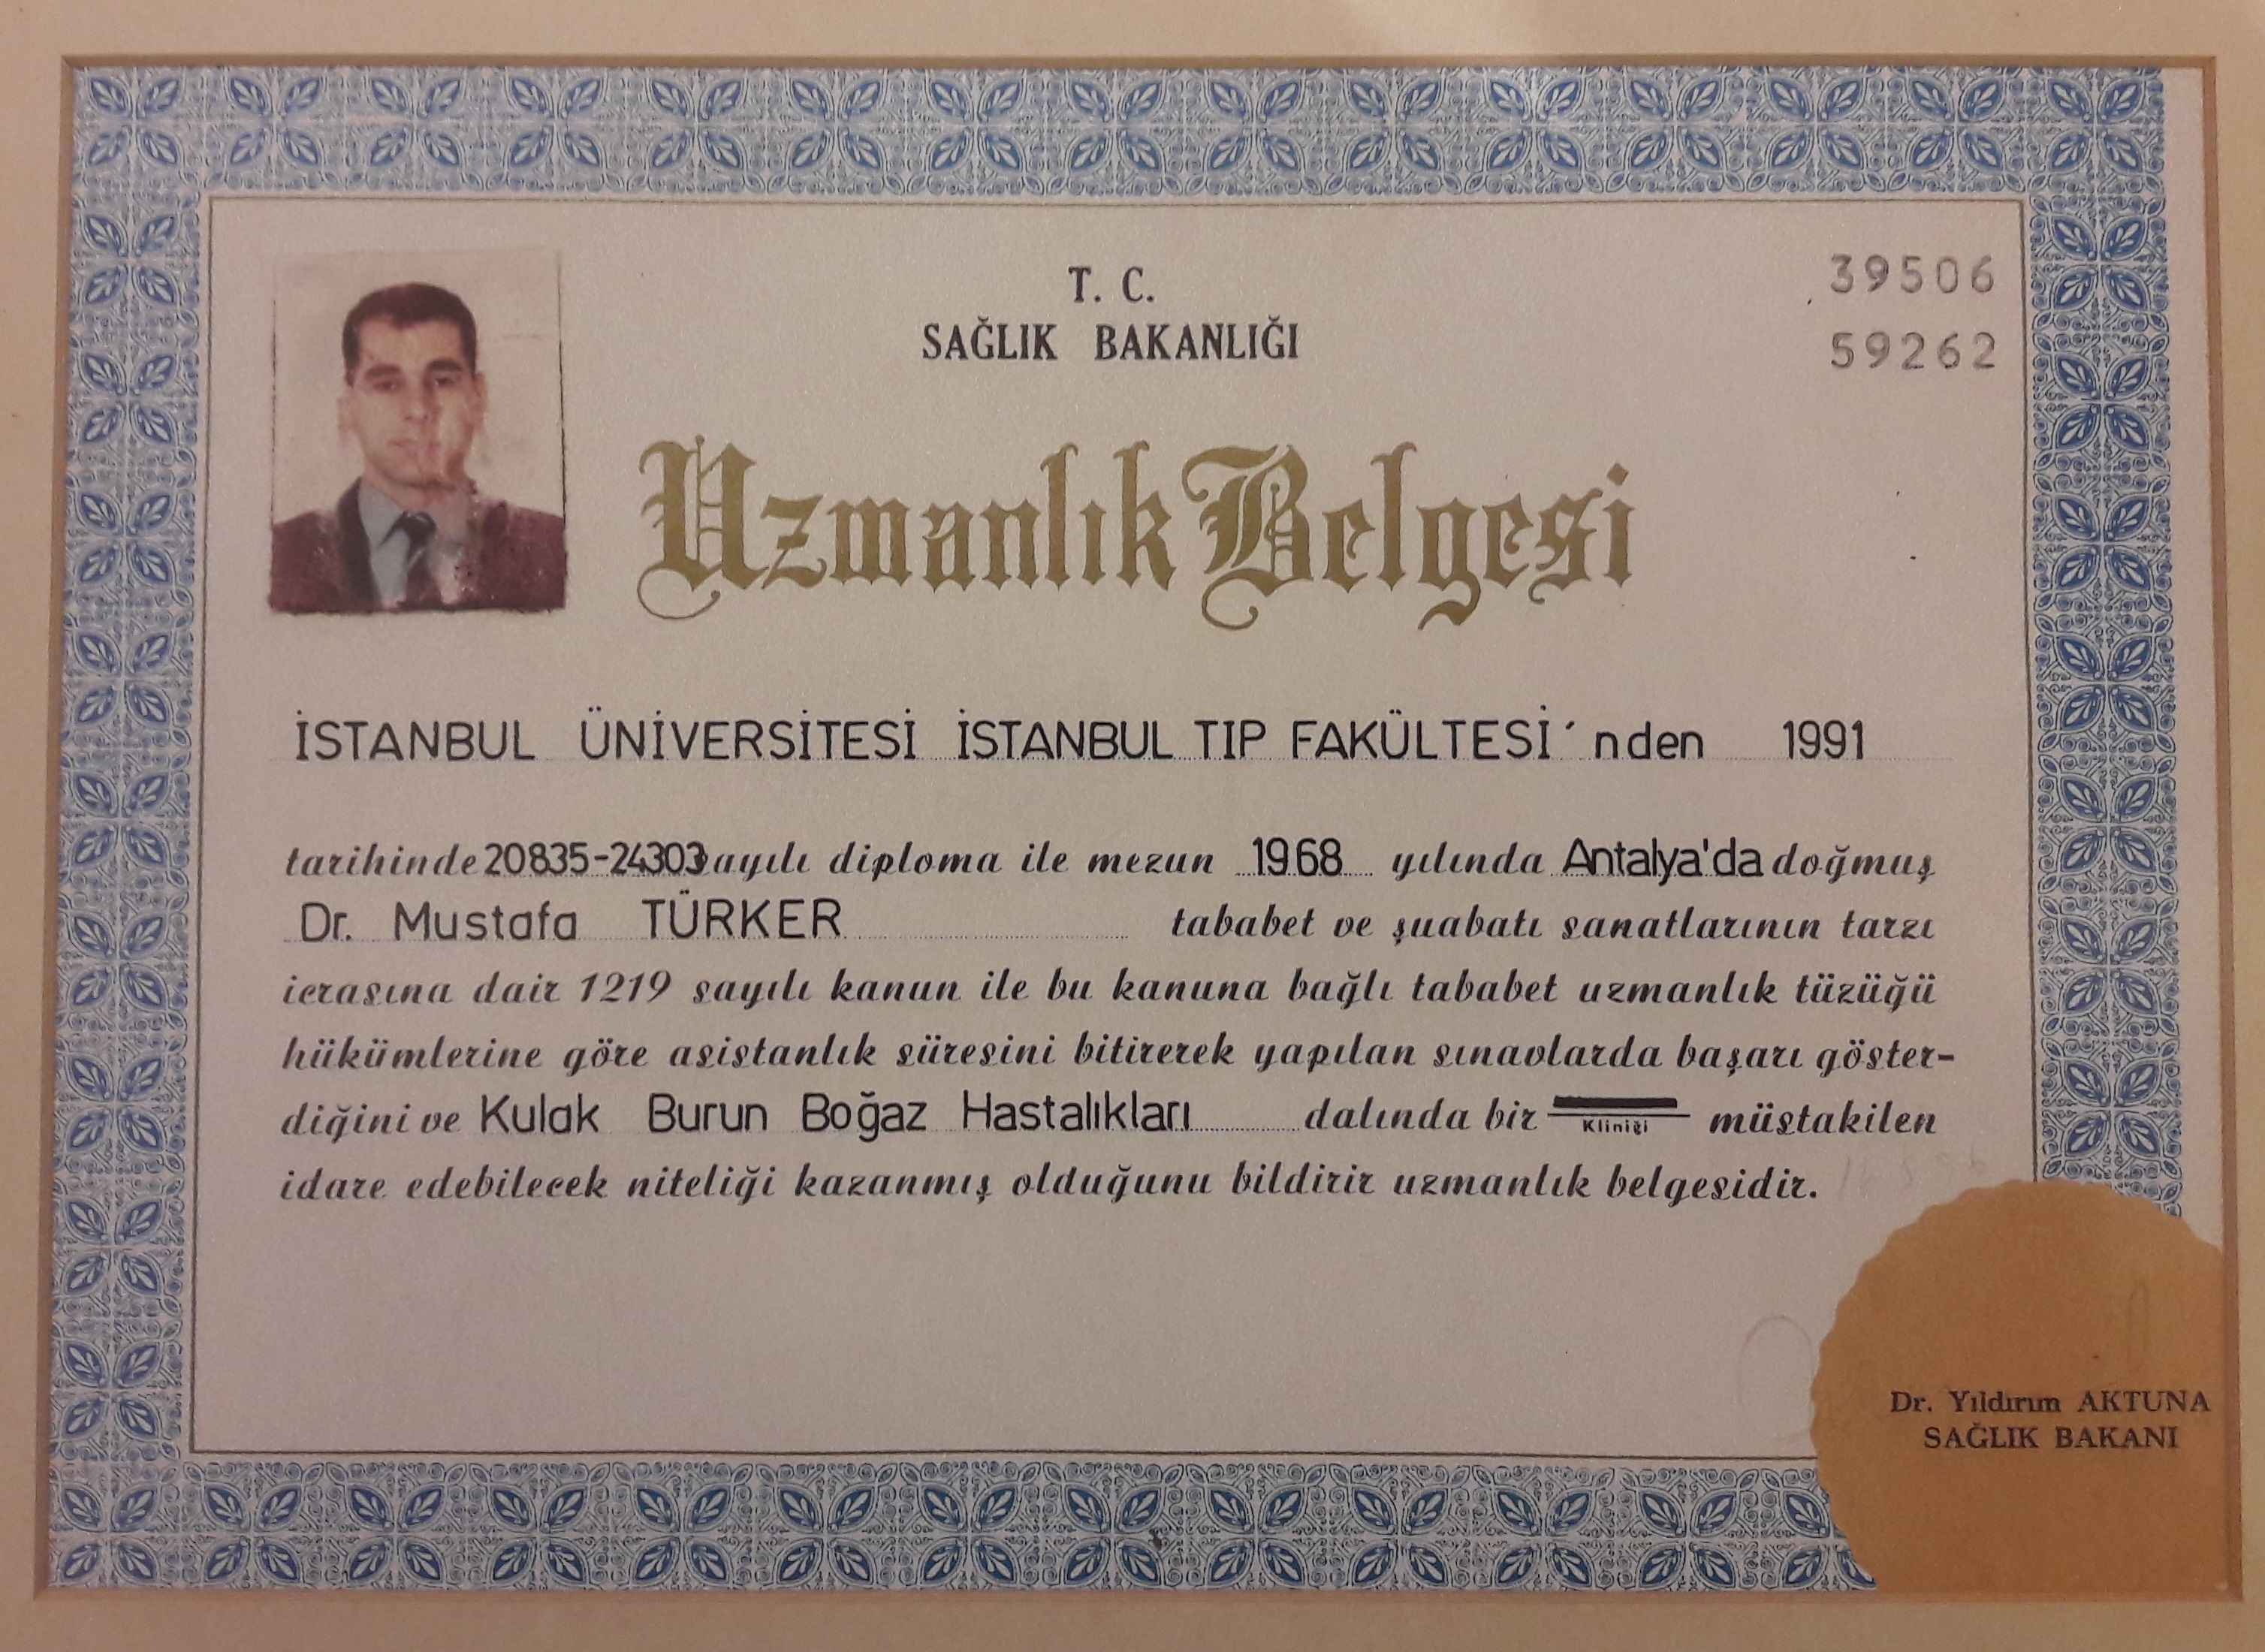 T. C.
SAĞLIK BAKANLIĞI
39506
59262
Uzmanlık Belgesi
İSTANBUL ÜNİVERSİTESİ İSTANBUL TIP FAKÜLTESİ'nden 1991
tarihinde 20835-24303 sayılı diploma ile mezun 1968 yılında Antalya'da doğmuş
Dr. Mustafa TÜRKER tababet ve şuabatı sanatlarının tarzı
icrasına dair 1219 sayılı kanun ile bu kanuna bağlı tababet uzmanlık tüzüğü
hükümlerine göre asistanlık süresini bitirerek yapılan sınavlarda başarı göster-
diğini ve Kulak Burun Boğaz Hastalıkları dalında bir Kliniği müstakilen
idare edebilecek niteliği kazanmış olduğunu bildirir uzmanlık belgesidir.
Dr. Yıldırım AKTUNA
SAĞLIK BAKANI